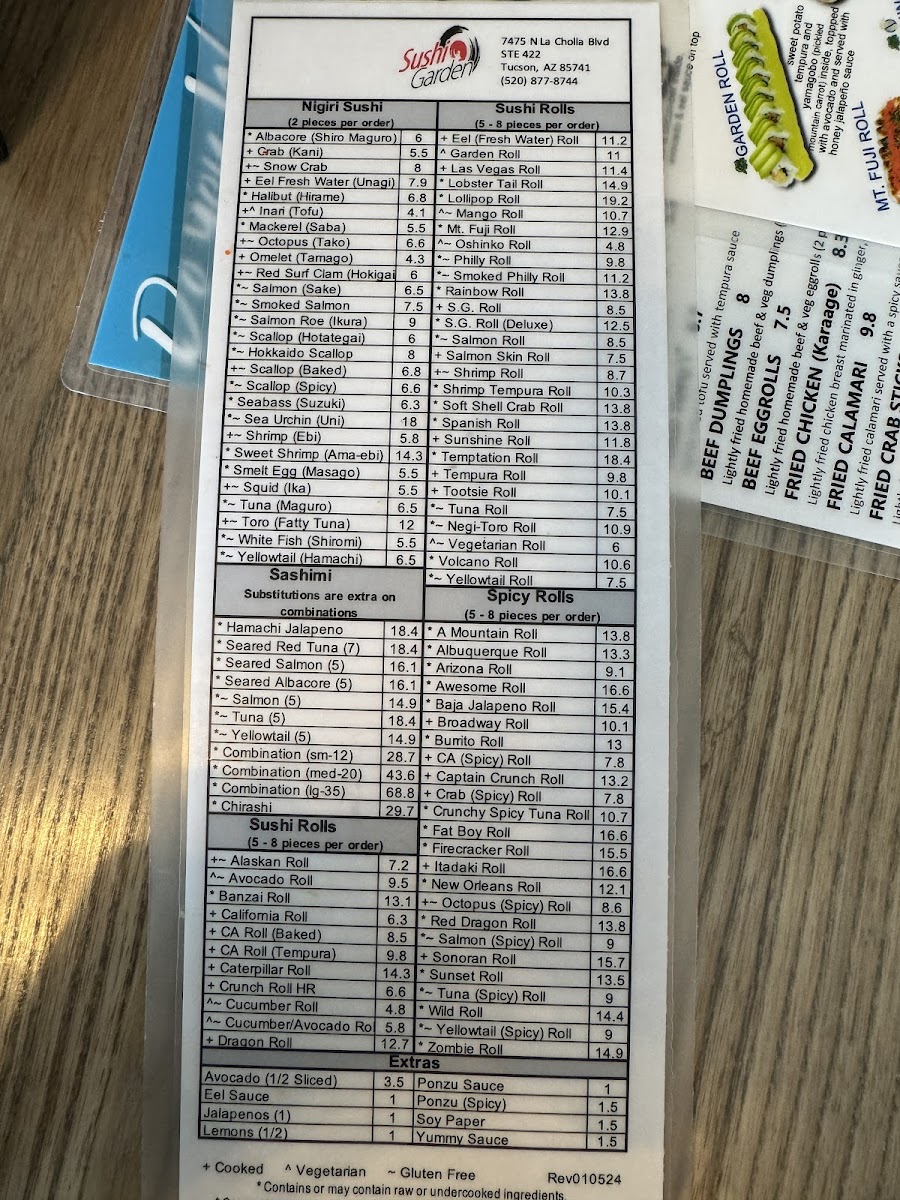 Sushi
Garden
7475 N La Cholla Blvd
STE 422
Tucson, AZ 85741
(520) 877-8744
Nigiri Sushi
(2 pieces per order)
* Albacore (Shiro Maguro) 6
+ Crab (Kani) 5.5
+~ Snow Crab 8
+ Eel Fresh Water (Unagi) 7.9
* Halibut (Hirame) 6.8
+^ Inari (Tofu) 4.1
* Mackerel (Saba) 5.5
+~ Octopus (Tako) 6.6
+ Omelet (Tamago) 4.3
+~ Red Surf Clam (Hokigai 6
*~ Salmon (Sake) 6.5
*~ Smoked Salmon 7.5
*~ Salmon Roe (Ikura) 9
*~ Scallop (Hotategai) 6
*~ Hokkaido Scallop 8
+~ Scallop (Baked) 6.8
*~ Scallop (Spicy) 6.6
* Seabass (Suzuki) 6.3
*~ Sea Urchin (Uni) 18
+~ Shrimp (Ebi) 5.8
* Sweet Shrimp (Ama-ebi) 14.3
* Smelt Egg (Masago) 5.5
+~ Squid (Ika) 5.5
*~ Tuna (Maguro) 6.5
+~ Toro (Fatty Tuna) 12
*~ White Fish (Shiromi) 5.5
*~ Yellowtail (Hamachi) 6.5
Sashimi
Substitutions are extra on
combinations
* Hamachi Jalapeno 18.4
* Seared Red Tuna (7) 18.4
* Seared Salmon (5) 16.1
* Seared Albacore (5) 16.1
*~ Salmon (5) 14.9
*~ Tuna (5) 18.4
*~ Yellowtail (5) 14.9
* Combination (sm-12) 28.7
* Combination (med-20) 43.6
* Combination (lg-35) 68.8
* Chirashi 29.7
Sushi Rolls
(5 - 8 pieces per order)
+~ Alaskan Roll 7.2
^~ Avocado Roll 9.5
* Banzai Roll 13.1
+ California Roll 6.3
+ CA Roll (Baked) 8.5
+ CA Roll (Tempura) 9.8
+ Caterpillar Roll 14.3
+ Crunch Roll HR 6.6
^~ Cucumber Roll 4.8
^~ Cucumber/Avocado Rol 5.8
+ Dragon Roll 12.7
Sushi Rolls
(5 - 8 pieces per order)
+ Eel (Fresh Water) Roll 11.2
^ Garden Roll 11
+ Las Vegas Roll 11.4
* Lobster Tail Roll 14.9
* Lollipop Roll 19.2
^~ Mango Roll 10.7
* Mt. Fuji Roll 12.9
^~ Oshinko Roll 4.8
*~ Philly Roll 9.8
*~ Smoked Philly Roll 11.2
* Rainbow Roll 13.8
+ S.G. Roll 8.5
* S.G. Roll (Deluxe) 12.5
*~ Salmon Roll 8.5
+ Salmon Skin Roll 7.5
+~ Shrimp Roll 8.7
* Shrimp Tempura Roll 10.3
* Soft Shell Crab Roll 13.8
* Spanish Roll 13.8
+ Sunshine Roll 11.8
* Temptation Roll 18.4
+ Tempura Roll 9.8
+ Tootsie Roll 10.1
*~ Tuna Roll 7.5
*~ Negi-Toro Roll 10.9
^~ Vegetarian Roll 6
* Volcano Roll 10.6
*~ Yellowtail Roll 7.5
Spicy Rolls
(5 - 8 pieces per order)
* A Mountain Roll 13.8
* Albuquerque Roll 13.3
* Arizona Roll 9.1
* Awesome Roll 16.6
* Baja Jalapeno Roll 15.4
+ Broadway Roll 10.1
* Burrito Roll 13
+ CA (Spicy) Roll 7.8
+ Captain Crunch Roll 13.2
+ Crab (Spicy) Roll 7.8
* Crunchy Spicy Tuna Roll 10.7
* Fat Boy Roll 16.6
* Firecracker Roll 15.5
+ Itadaki Roll 16.6
* New Orleans Roll 12.1
+~ Octopus (Spicy) Roll 8.6
* Red Dragon Roll 13.8
*~ Salmon (Spicy) Roll 9
+ Sonoran Roll 15.7
* Sunset Roll 13.5
*~ Tuna (Spicy) Roll 9
* Wild Roll 14.4
*~ Yellowtail (Spicy) Roll 9
* Zombie Roll 14.9
Extras
Avocado (1/2 Sliced) 3.5
Eel Sauce 1
Jalapenos (1) 1
Lemons (1/2) 1
Ponzu Sauce 1
Ponzu (Spicy) 1.5
Soy Paper 1.5
Yummy Sauce 1.5
+ Cooked ^ Vegetarian ~ Gluten Free Rev010524
* Contains or may contain raw or undercooked ingredients.
on top
GARDEN ROLL
sweet potato
tempura and
yamagobo (pickled
mountain carrot) inside, toppped
with avocado and served with
honey jalapeño sauce
MT. FUJI ROLL
tofu served with tempura sauce
BEEF DUMPLINGS 8
Lightly fried homemade beef & veg dumplings
BEEF EGGROLLS 7.5
Lightly fried homemade beef & veg eggrolls (2 p
FRIED CHICKEN (Karaage) 8.3
Lightly fried chicken breast marinated in ginger,
FRIED CALAMARI 9.8
Lightly fried calamari served with a spicy sauc
FRIED CRAB STICK